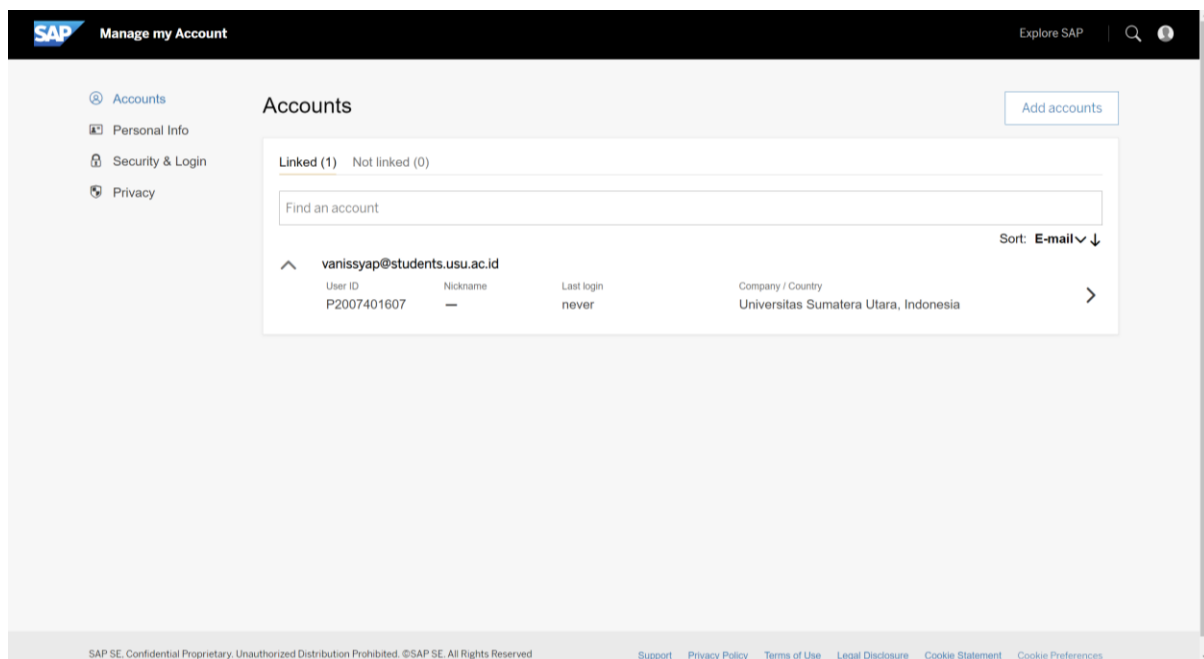 SAP Manage my Account Explore SAP
Accounts
Personal Info
Security & Login
Privacy
Accounts
Add accounts
Linked (1) Not linked (0)
Find an account
Sort: E-mail
vanissyap@students.usu.ac.id
User ID Nickname Last login Company / Country
P2007401607 — never Universitas Sumatera Utara, Indonesia
SAP SE, Confidential Proprietary. Unauthorized Distribution Prohibited. ©SAP SE. All Rights Reserved Support Privacy Policy Terms of Use Legal Disclosure Cookie Statement Cookie Preferences